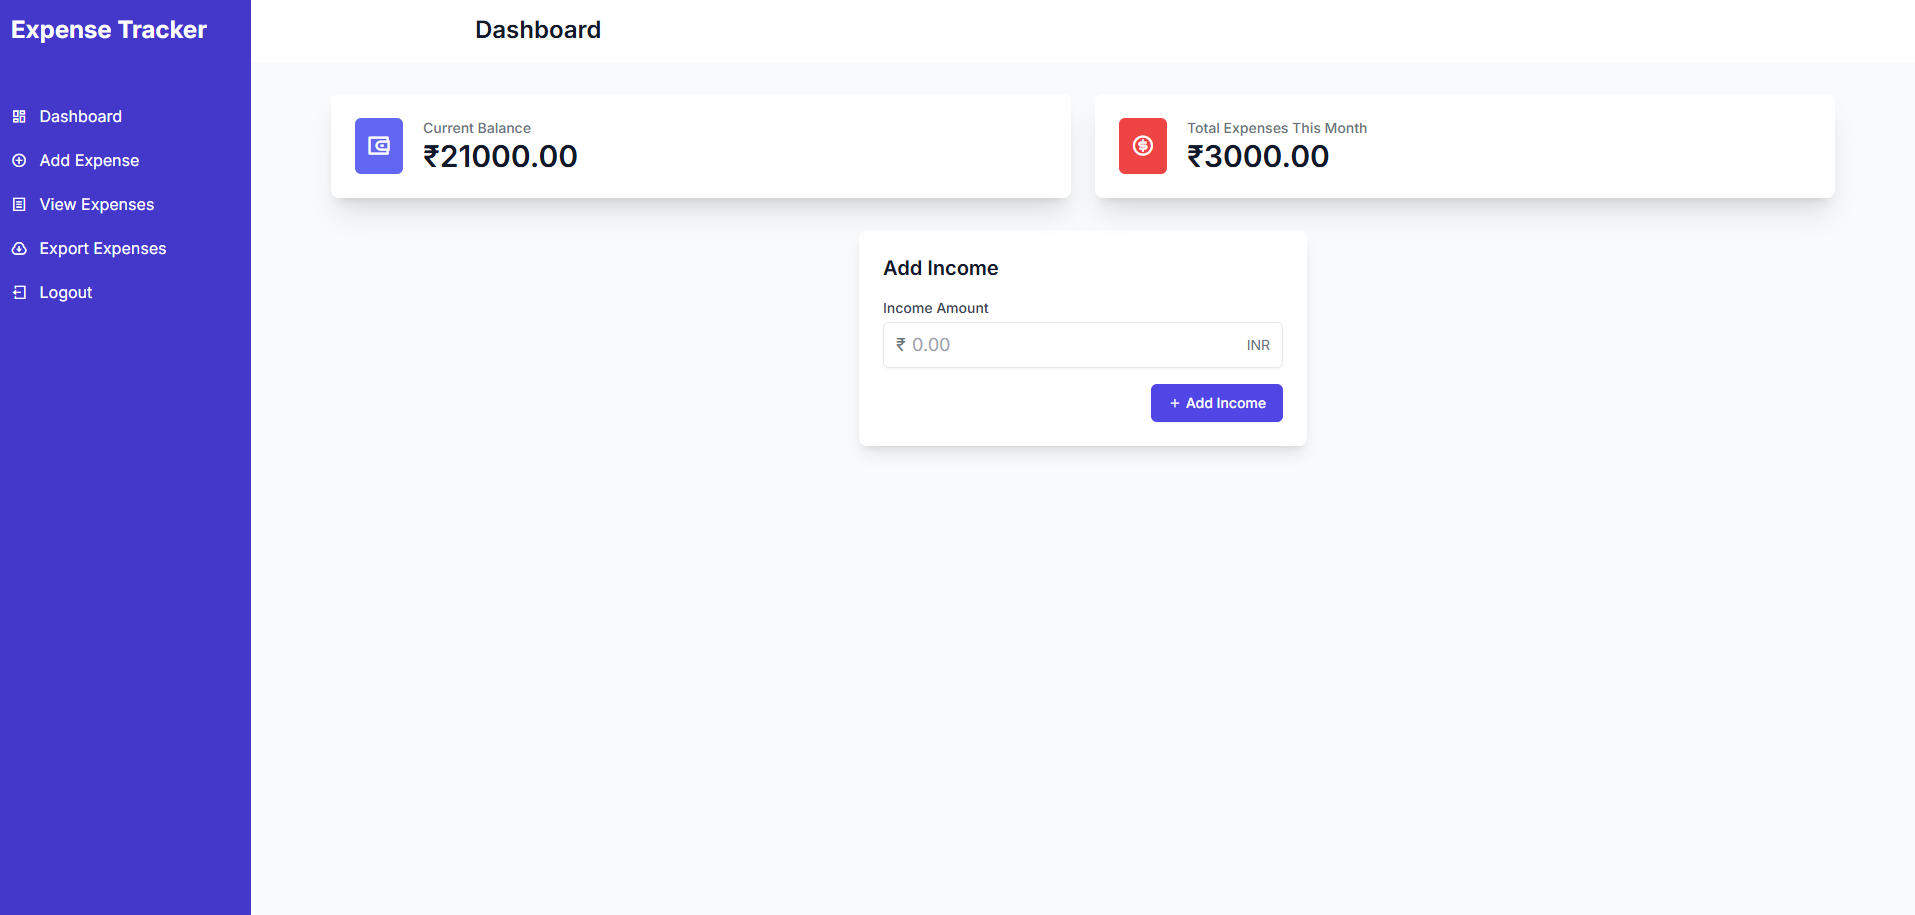 Expense Tracker
Dashboard
Add Expense
View Expenses
Export Expenses
Logout
Dashboard
Current Balance
₹21000.00
Total Expenses This Month
₹3000.00
Add Income
Income Amount
₹ 0.00 INR
+ Add Income